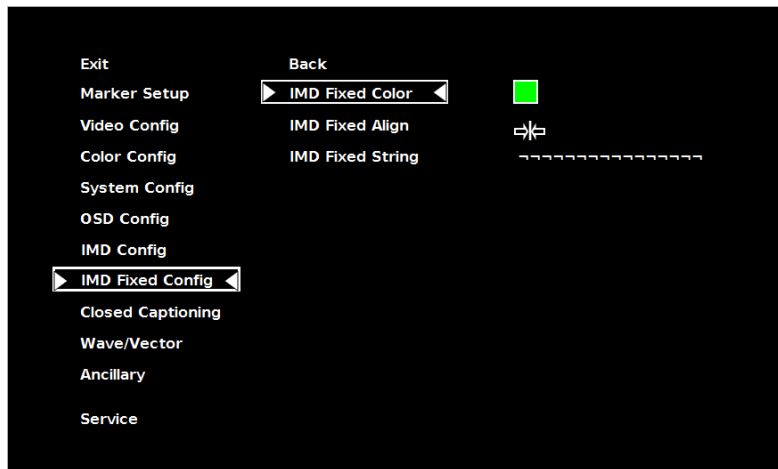 Exit
Back
Marker Setup
IMD Fixed Color
Video Config
IMD Fixed Align
Color Config
IMD Fixed String
¬¬¬¬¬¬¬¬¬¬¬¬¬¬¬¬
System Config
OSD Config
IMD Config
IMD Fixed Config
Closed Captioning
Wave/Vector
Ancillary
Service